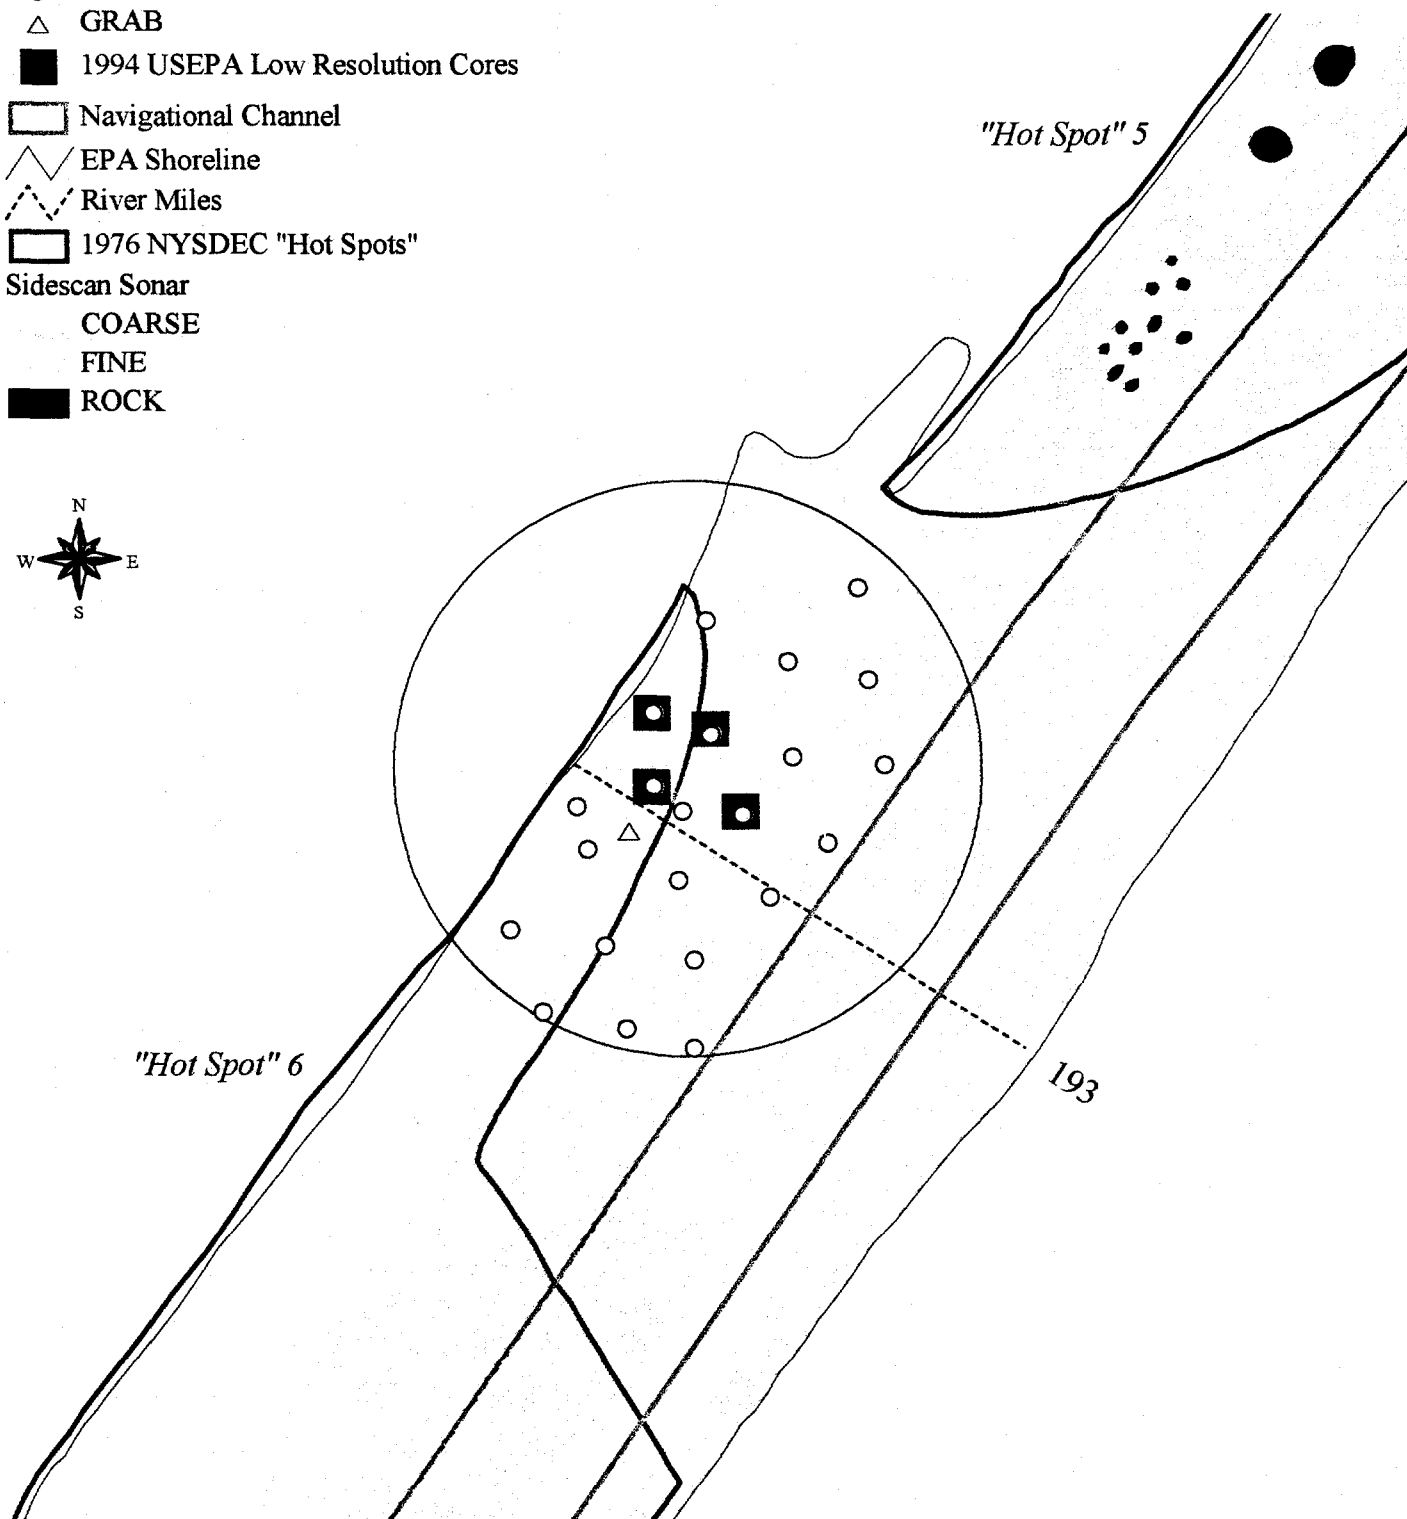 GRAB
1994 USEPA Low Resolution Cores
Navigational Channel
EPA Shoreline
River Miles
1976 NYSDEC "Hot Spots"
Sidescan Sonar
COARSE
FINE
ROCK
"Hot Spot" 5
N
W E
S
"Hot Spot" 6
193